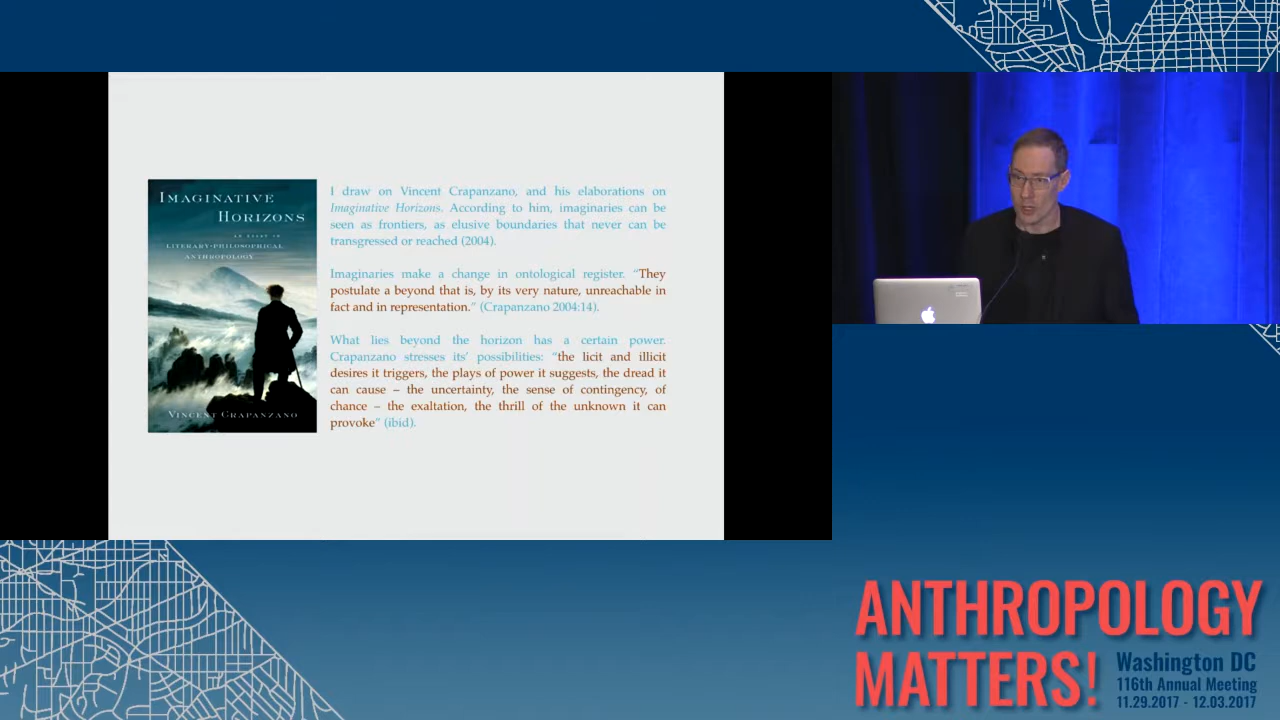 IMAGINATIVE
HORIZONS
AN ESSAY IN
LITERARY-PHILOSOPHICAL
ANTHROPOLOGY
VINCENT CRAPANZANO
I draw on Vincent Crapanzano, and his elaborations on
Imaginative Horizons. According to him, imaginaries can be
seen as frontiers, as elusive boundaries that never can be
transgressed or reached (2004).
Imaginaries make a change in ontological register. “They
postulate a beyond that is, by its very nature, unreachable in
fact and in representation.” (Crapanzano 2004:14).
What lies beyond the horizon has a certain power.
Crapanzano stresses its’ possibilities: “the licit and illicit
desires it triggers, the plays of power it suggests, the dread it
can cause – the uncertainty, the sense of contingency, of
chance – the exaltation, the thrill of the unknown it can
provoke” (ibid).
ANTHROPOLOGY
MATTERS!
Washington DC
116th Annual Meeting
11.29.2017 - 12.03.2017